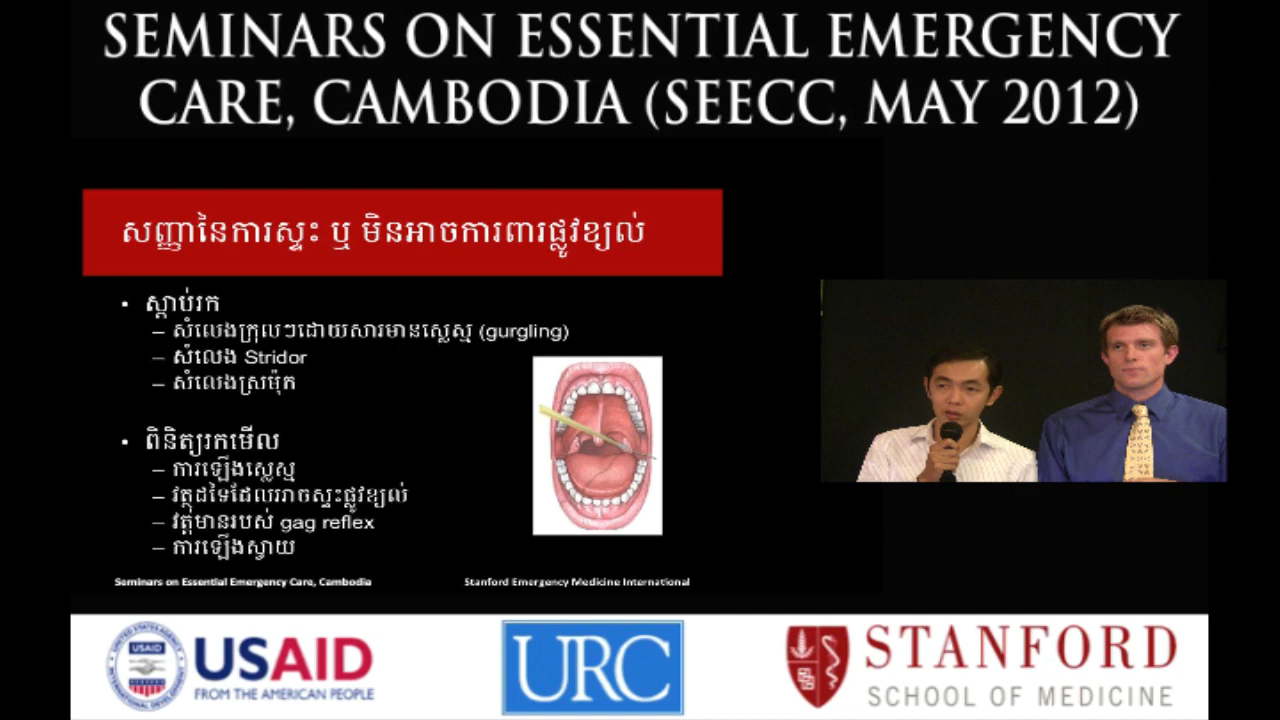 SEMINARS ON ESSENTIAL EMERGENCY
CARE, CAMBODIA (SEECC, MAY 2012)
សញ្ញានៃការស្ទះ ឬ មិនអាចការពារផ្លូវខ្យល់
• ស្តាប់រក
– សំលេងក្រុលៗដោយសារមានស្លេស្ម (gurgling)
– សំលេង Stridor
– សំលេងស្រម៉ុក
• ពិនិត្យរកមើល
– ការឡើងស្លេស្ម
– វត្ថុដទៃដែលអាចស្ទះផ្លូវខ្យល់
– វត្តមានរបស់ gag reflex
– ការឡើងស្វាយ
Seminars on Essential Emergency Care, Cambodia
Stanford Emergency Medicine International
USAID
USAID
FROM THE AMERICAN PEOPLE
URC
STANFORD
SCHOOL OF MEDICINE